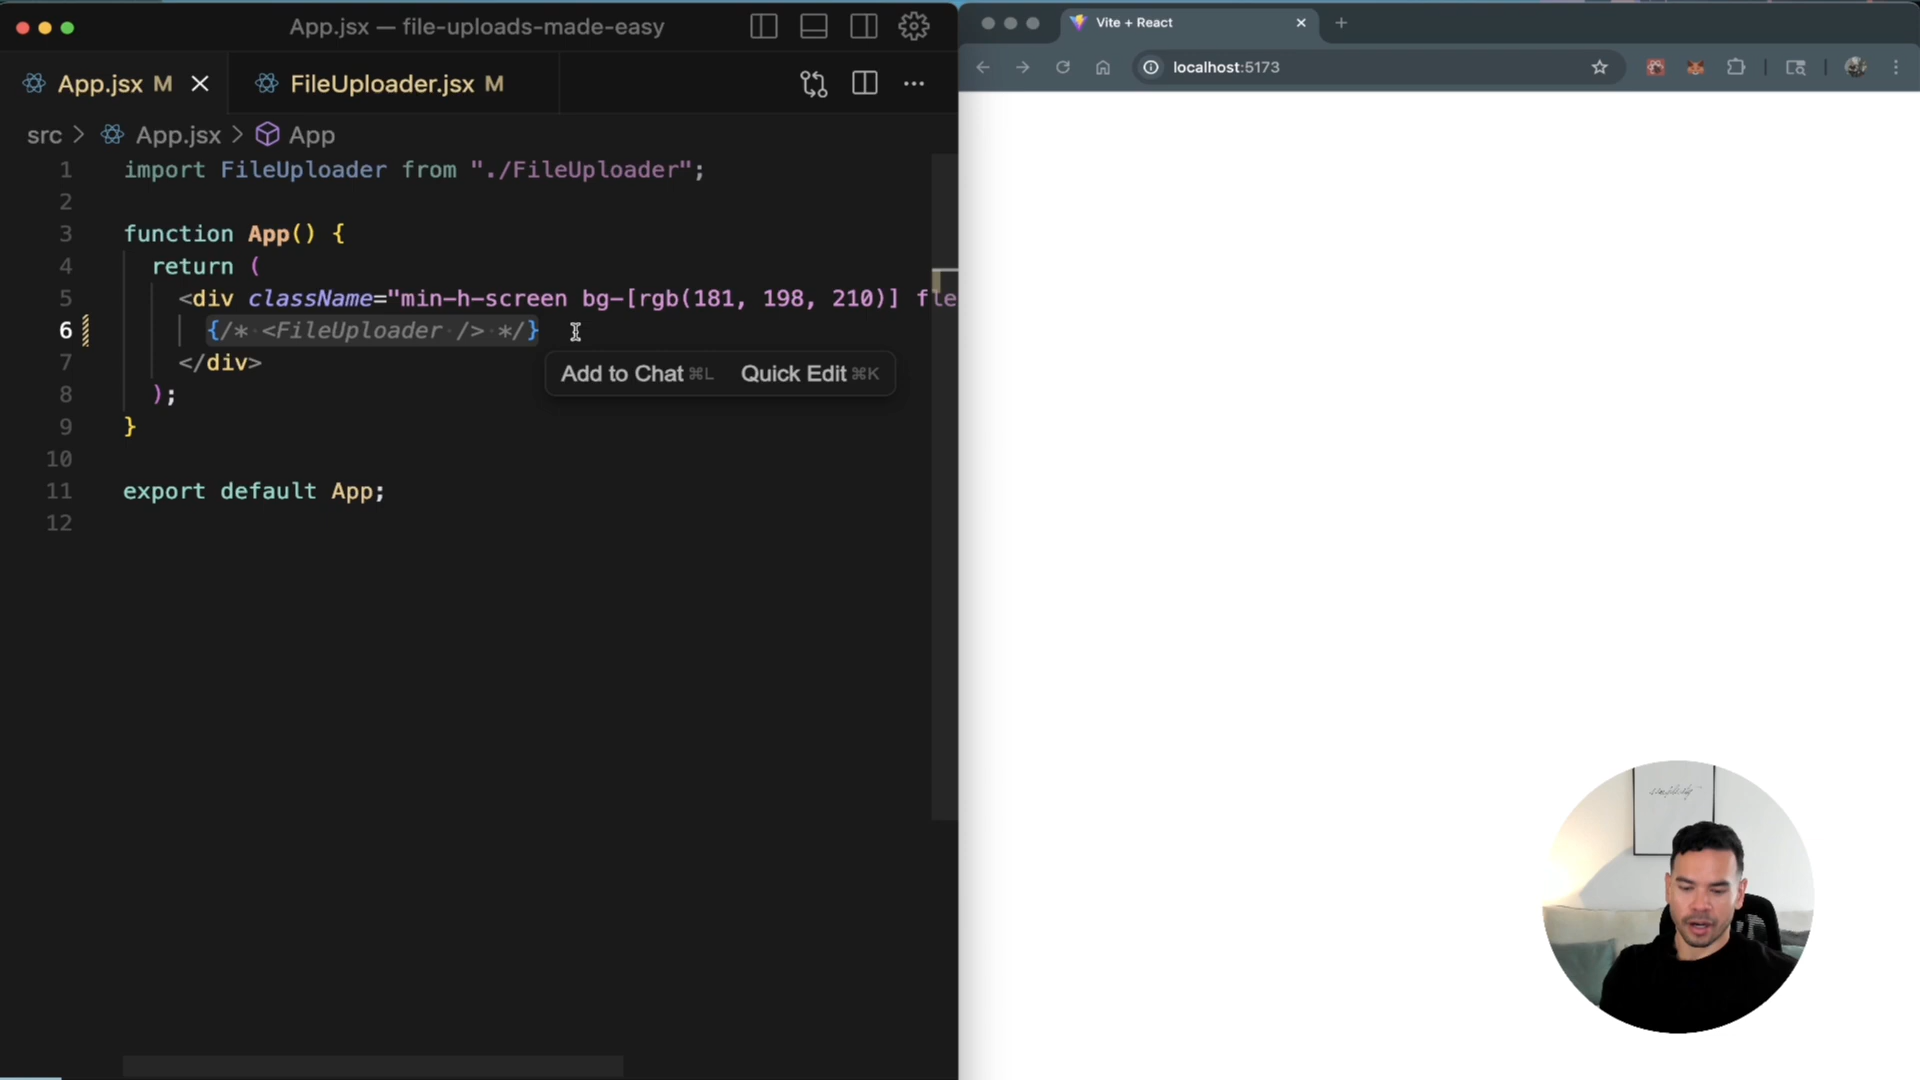 App.jsx — file-uploads-made-easy
App.jsx M
FileUploader.jsx M
src > App.jsx > App
1 import FileUploader from "./FileUploader";
2
3 function App() {
4 return (
5 <div className="min-h-screen bg-[rgb(181, 198, 210)] fle
6 {/* <FileUploader /> */}
7 </div>
8 );
9 }
10
11 export default App;
12
Add to Chat ⌘L Quick Edit ⌘K
Vite + React
localhost:5173
simplicity